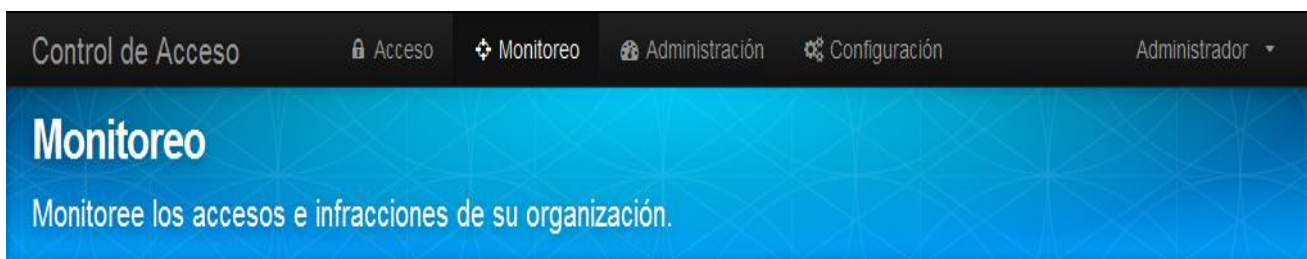 Control de Acceso Acceso Monitoreo Administración Configuración Administrador
Monitoreo
Monitoree los accesos e infracciones de su organización.